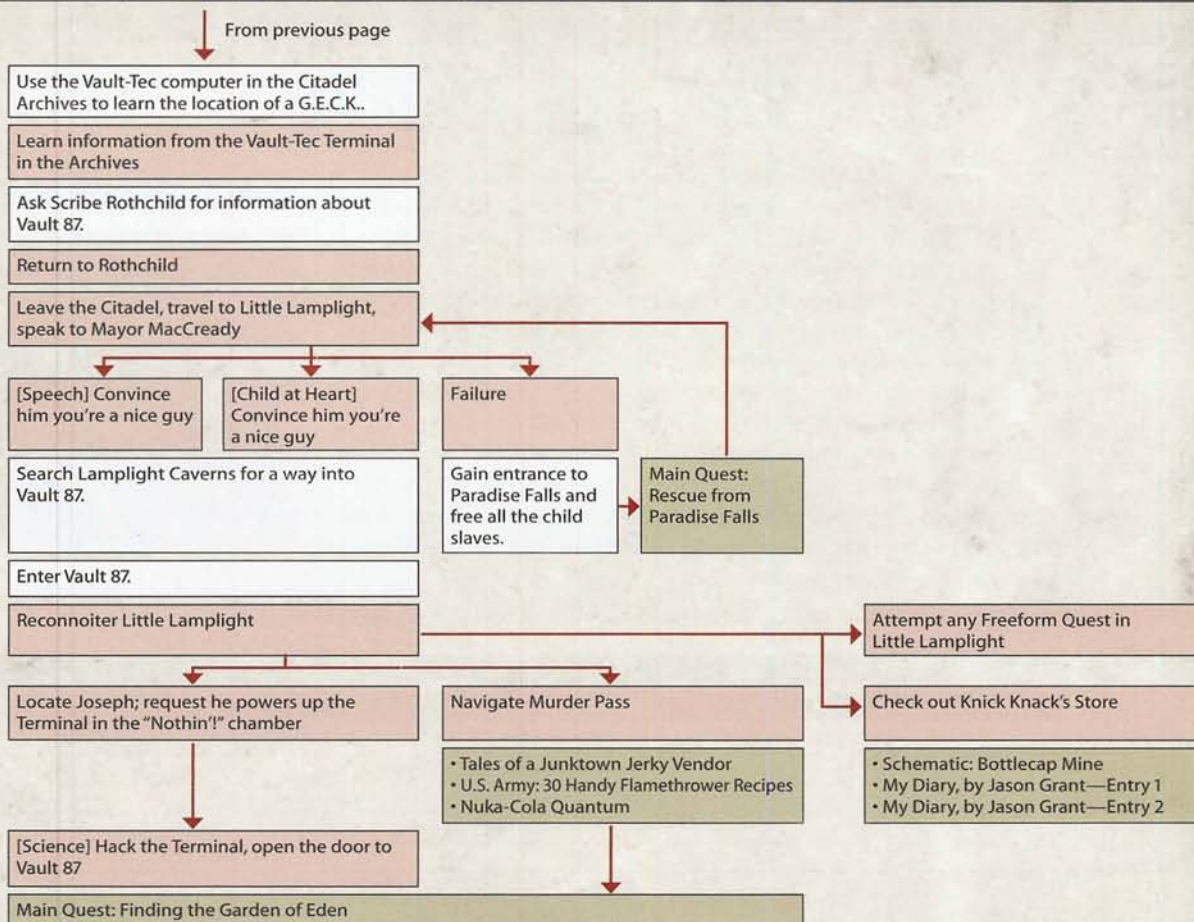 From previous page
Use the Vault-Tec computer in the Citadel
Archives to learn the location of a G.E.C.K..
Learn information from the Vault-Tec Terminal
in the Archives
Ask Scribe Rothchild for information about
Vault 87.
Return to Rothchild
Leave the Citadel, travel to Little Lamplight,
speak to Mayor MacCready
[Speech] Convince
him you're a nice guy
[Child at Heart]
Convince him you're
a nice guy
Failure
Search Lamplight Caverns for a way into
Vault 87.
Gain entrance to
Paradise Falls and
free all the child
slaves.
Main Quest:
Rescue from
Paradise Falls
Enter Vault 87.
Reconnoiter Little Lamplight
Attempt any Freeform Quest in
Little Lamplight
Locate Joseph; request he powers up the
Terminal in the “Nothin’!” chamber
Navigate Murder Pass
Check out Knick Knack's Store
• Tales of a Junktown Jerky Vendor
• U.S. Army: 30 Handy Flamethrower Recipes
• Nuka-Cola Quantum
• Schematic: Bottlecap Mine
• My Diary, by Jason Grant—Entry 1
• My Diary, by Jason Grant—Entry 2
[Science] Hack the Terminal, open the door to
Vault 87
Main Quest: Finding the Garden of Eden